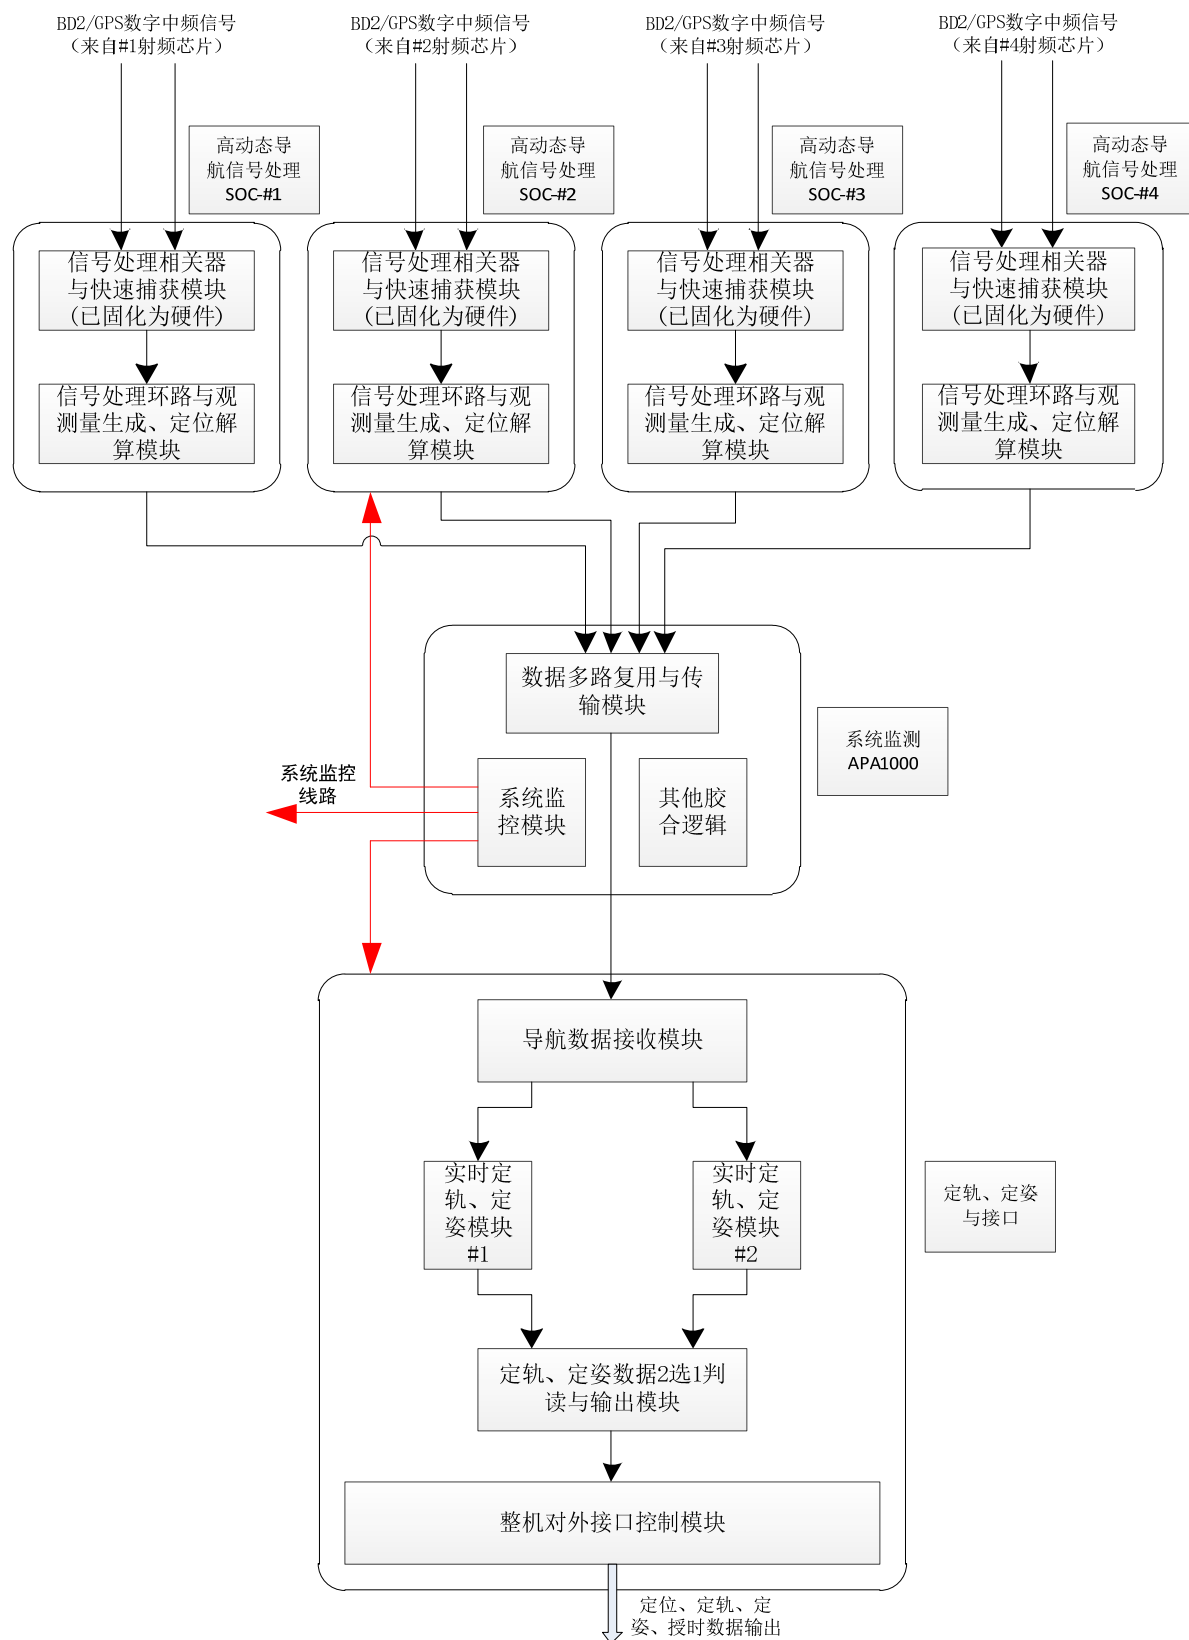 BD2/GPS数字中频信号
（来自#1射频芯片）
BD2/GPS数字中频信号
（来自#2射频芯片）
BD2/GPS数字中频信号
（来自#3射频芯片）
BD2/GPS数字中频信号
（来自#4射频芯片）
高动态导
航信号处理
SOC-#1
高动态导
航信号处理
SOC-#2
高动态导
航信号处理
SOC-#3
高动态导
航信号处理
SOC-#4
信号处理相关器
与快速捕获模块
(已固化为硬件)
信号处理相关器
与快速捕获模块
(已固化为硬件)
信号处理相关器
与快速捕获模块
(已固化为硬件)
信号处理相关器
与快速捕获模块
(已固化为硬件)
信号处理环路与观
测量生成、定位解
算模块
信号处理环路与观
测量生成、定位解
算模块
信号处理环路与观
测量生成、定位解
算模块
信号处理环路与观
测量生成、定位解
算模块
数据多路复用与传
输模块
系统监测
APA1000
系统监控
线路
系统监
控模块
其他胶
合逻辑
导航数据接收模块
实时定
轨、定
姿模块
#1
实时定
轨、定
姿模块
#2
定轨、定姿
与接口
定轨、定姿数据2选1判
读与输出模块
整机对外接口控制模块
定位、定轨、定
姿、授时数据输出